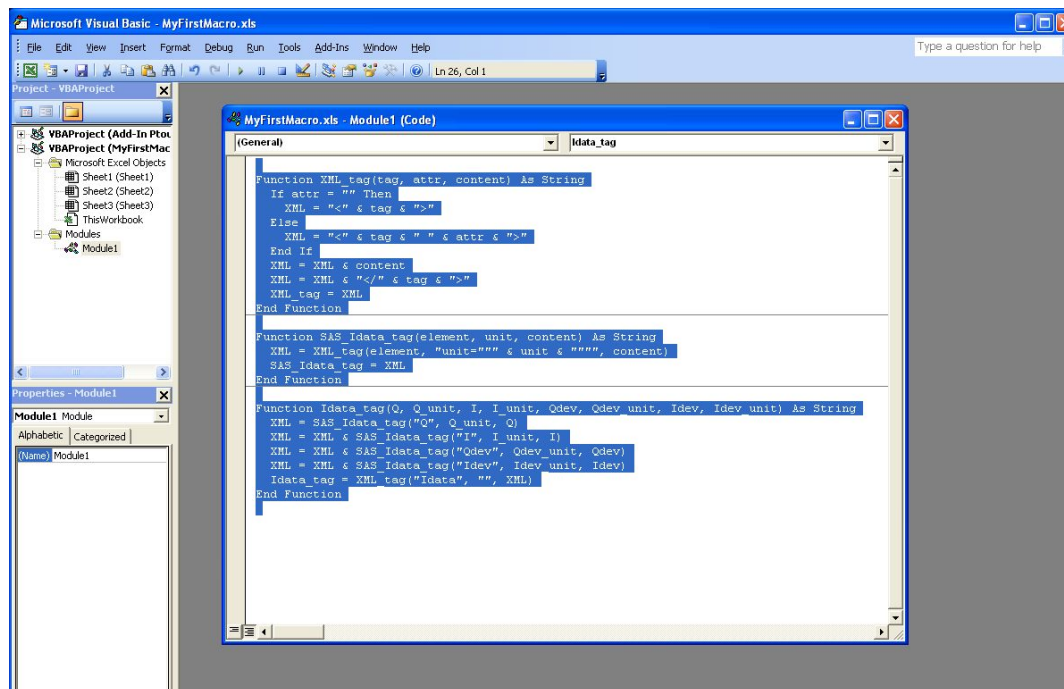 Microsoft Visual Basic - MyFirstMacro.xls
File Edit View Insert Format Debug Run Tools Add-Ins Window Help
Type a question for help
Ln 26, Col 1
Project - VBAProject
VBAProject (Add-In Ptou
VBAProject (MyFirstMac
Microsoft Excel Objects
Sheet1 (Sheet1)
Sheet2 (Sheet2)
Sheet3 (Sheet3)
ThisWorkbook
Modules
Module1
Properties - Module1
Module1 Module
Alphabetic Categorized
(Name) Module1
MyFirstMacro.xls - Module1 (Code)
(General) Idata_tag
Function XML_tag(tag, attr, content) As String
If attr = "" Then
XML = "<" & tag & ">"
Else
XML = "<" & tag & " " & attr & ">"
End If
XML = XML & content
XML = XML & "</" & tag & ">"
XML_tag = XML
End Function
Function SAS_Idata_tag(element, unit, content) As String
XML = XML_tag(element, "unit=""" & unit & """", content)
SAS_Idata_tag = XML
End Function
Function Idata_tag(Q, Q_unit, I, I_unit, Qdev, Qdev_unit, Idev, Idev_unit) As String
XML = SAS_Idata_tag("Q", Q_unit, Q)
XML = XML & SAS_Idata_tag("I", I_unit, I)
XML = XML & SAS_Idata_tag("Qdev", Qdev_unit, Qdev)
XML = XML & SAS_Idata_tag("Idev", Idev_unit, Idev)
Idata_tag = XML_tag("Idata", "", XML)
End Function